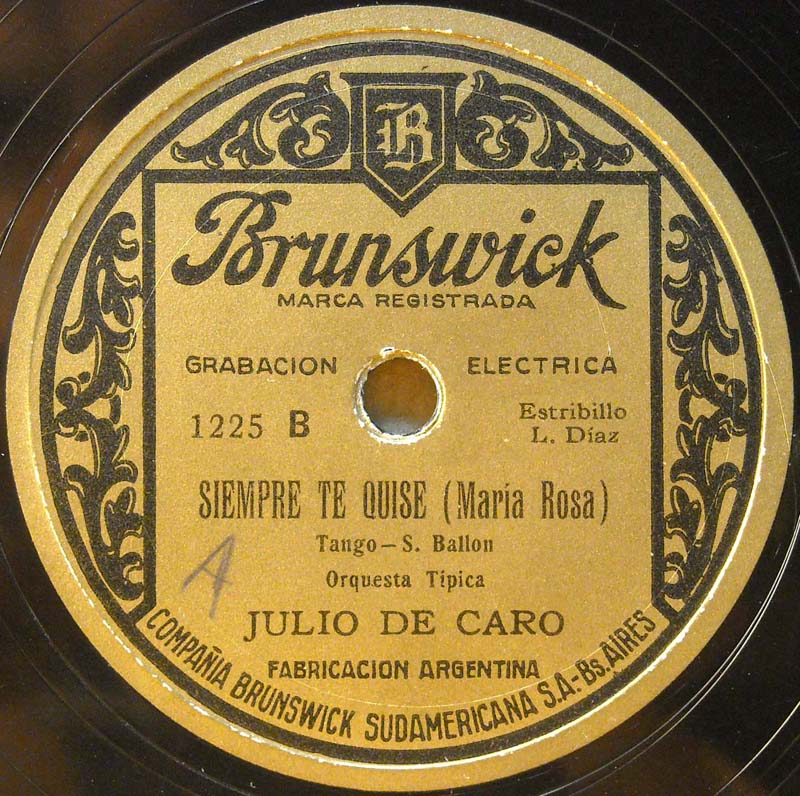 B
Brunswick
MARCA REGISTRADA
GRABACION ELECTRICA
1225 B
Estribillo
L. Díaz
SIEMPRE TE QUISE (María Rosa)
Tango - S. Ballon
Orquesta Típica
A
JULIO DE CARO
FABRICACION ARGENTINA
COMPAÑIA BRUNSWICK SUDAMERICANA S.A.-Bs. AIRES